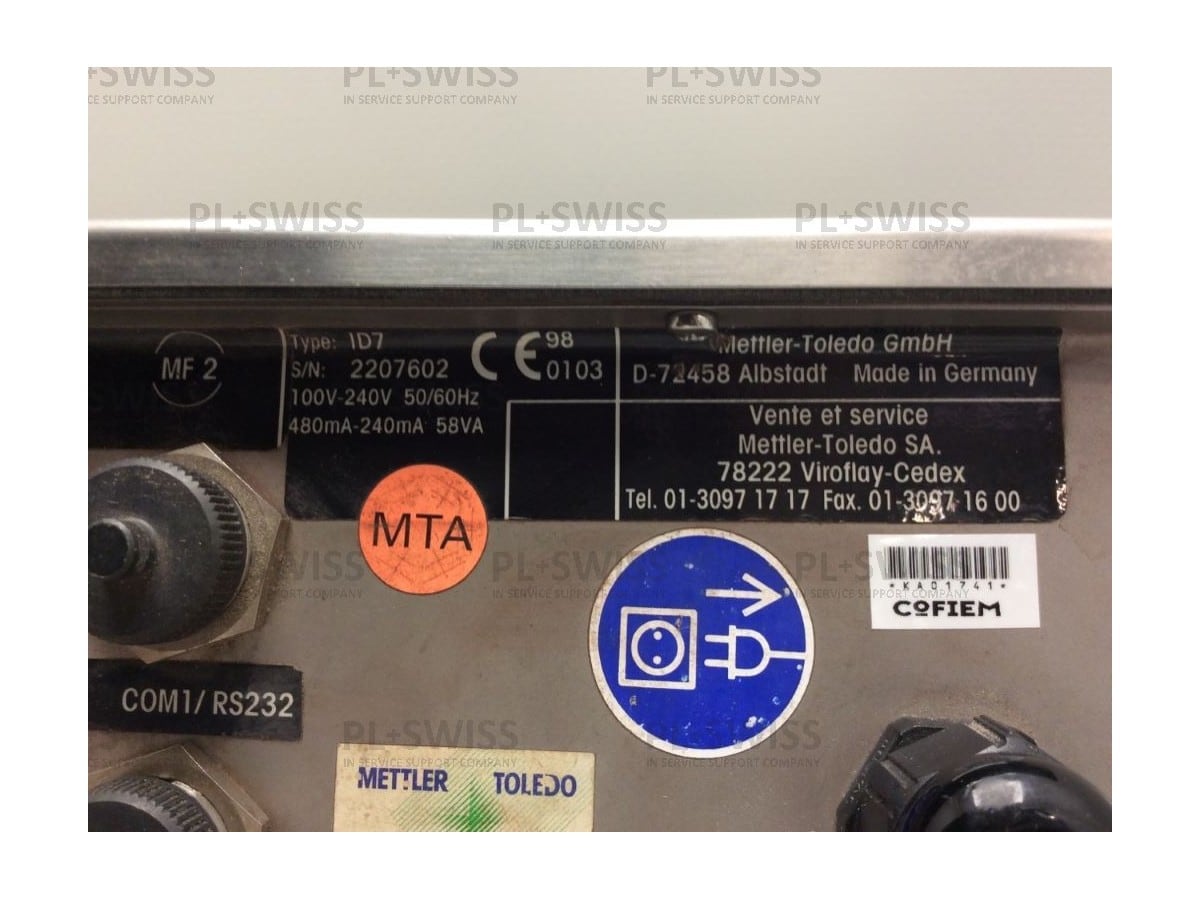 PL+SWISS
IN SERVICE SUPPORT COMPANY
MF 2
Type: ID7
S/N: 2207602
100V-240V 50/60Hz
480mA-240mA 58VA
CE 98
0103
Mettler-Toledo GmbH
D-72458 Albstadt Made in Germany
Vente et service
Mettler-Toledo SA.
78222 Viroflay-Cedex
Tel. 01-3097 17 17 Fax. 01-3097 16 00
MTA
*KA01741*
COFIEM
COM1/ RS232
METTLER TOLEDO